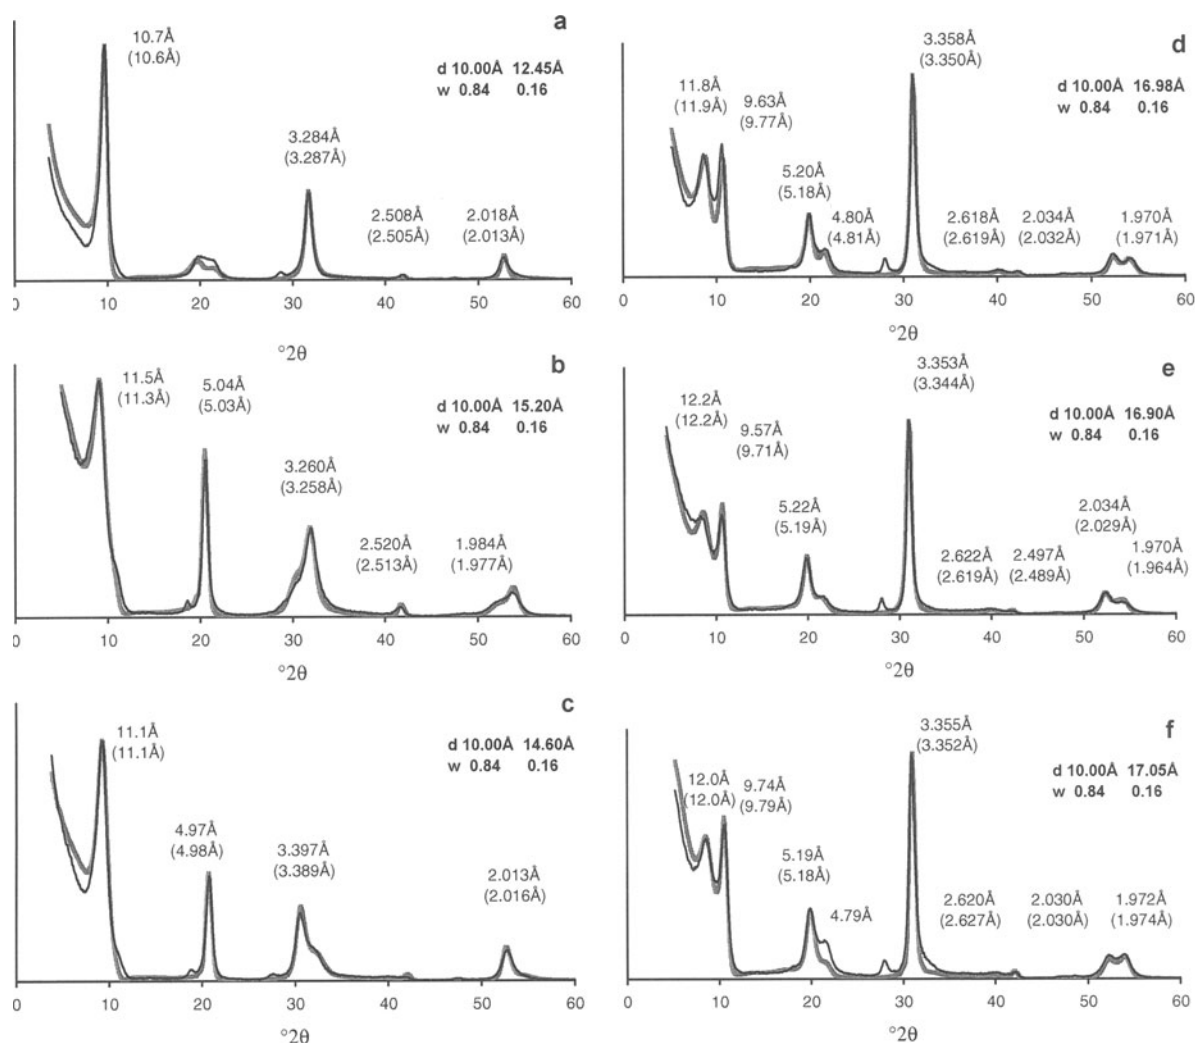 a
10.7Å
(10.6Å)
d 10.00Å 12.45Å
w 0.84 0.16
3.284Å
(3.287Å)
2.508Å
(2.505Å)
2.018Å
(2.013Å)
0 10 20 30 40 50 60
°2θ
b
11.5Å
(11.3Å)
5.04Å
(5.03Å)
d 10.00Å 15.20Å
w 0.84 0.16
3.260Å
(3.258Å)
2.520Å
(2.513Å)
1.984Å
(1.977Å)
0 10 20 30 40 50 60
°2θ
c
11.1Å
(11.1Å)
d 10.00Å 14.60Å
w 0.84 0.16
4.97Å
(4.98Å)
3.397Å
(3.389Å)
2.013Å
(2.016Å)
0 10 20 30 40 50 60
°2θ
d
3.358Å
(3.350Å)
11.8Å
(11.9Å)
9.63Å
(9.77Å)
d 10.00Å 16.98Å
w 0.84 0.16
5.20Å
(5.18Å)
4.80Å
(4.81Å)
2.618Å
(2.619Å)
2.034Å
(2.032Å)
1.970Å
(1.971Å)
0 10 20 30 40 50 60
°2θ
e
3.353Å
(3.344Å)
12.2Å
(12.2Å)
9.57Å
(9.71Å)
d 10.00Å 16.90Å
w 0.84 0.16
5.22Å
(5.19Å)
2.622Å
(2.619Å)
2.497Å
(2.489Å)
2.034Å
(2.029Å)
1.970Å
(1.964Å)
0 10 20 30 40 50 60
°2θ
f
3.355Å
(3.352Å)
12.0Å
(12.0Å)
9.74Å
(9.79Å)
d 10.00Å 17.05Å
w 0.84 0.16
5.19Å
(5.18Å)
4.79Å
2.620Å
(2.627Å)
2.030Å
(2.030Å)
1.972Å
(1.974Å)
0 10 20 30 40 50 60
°2θ